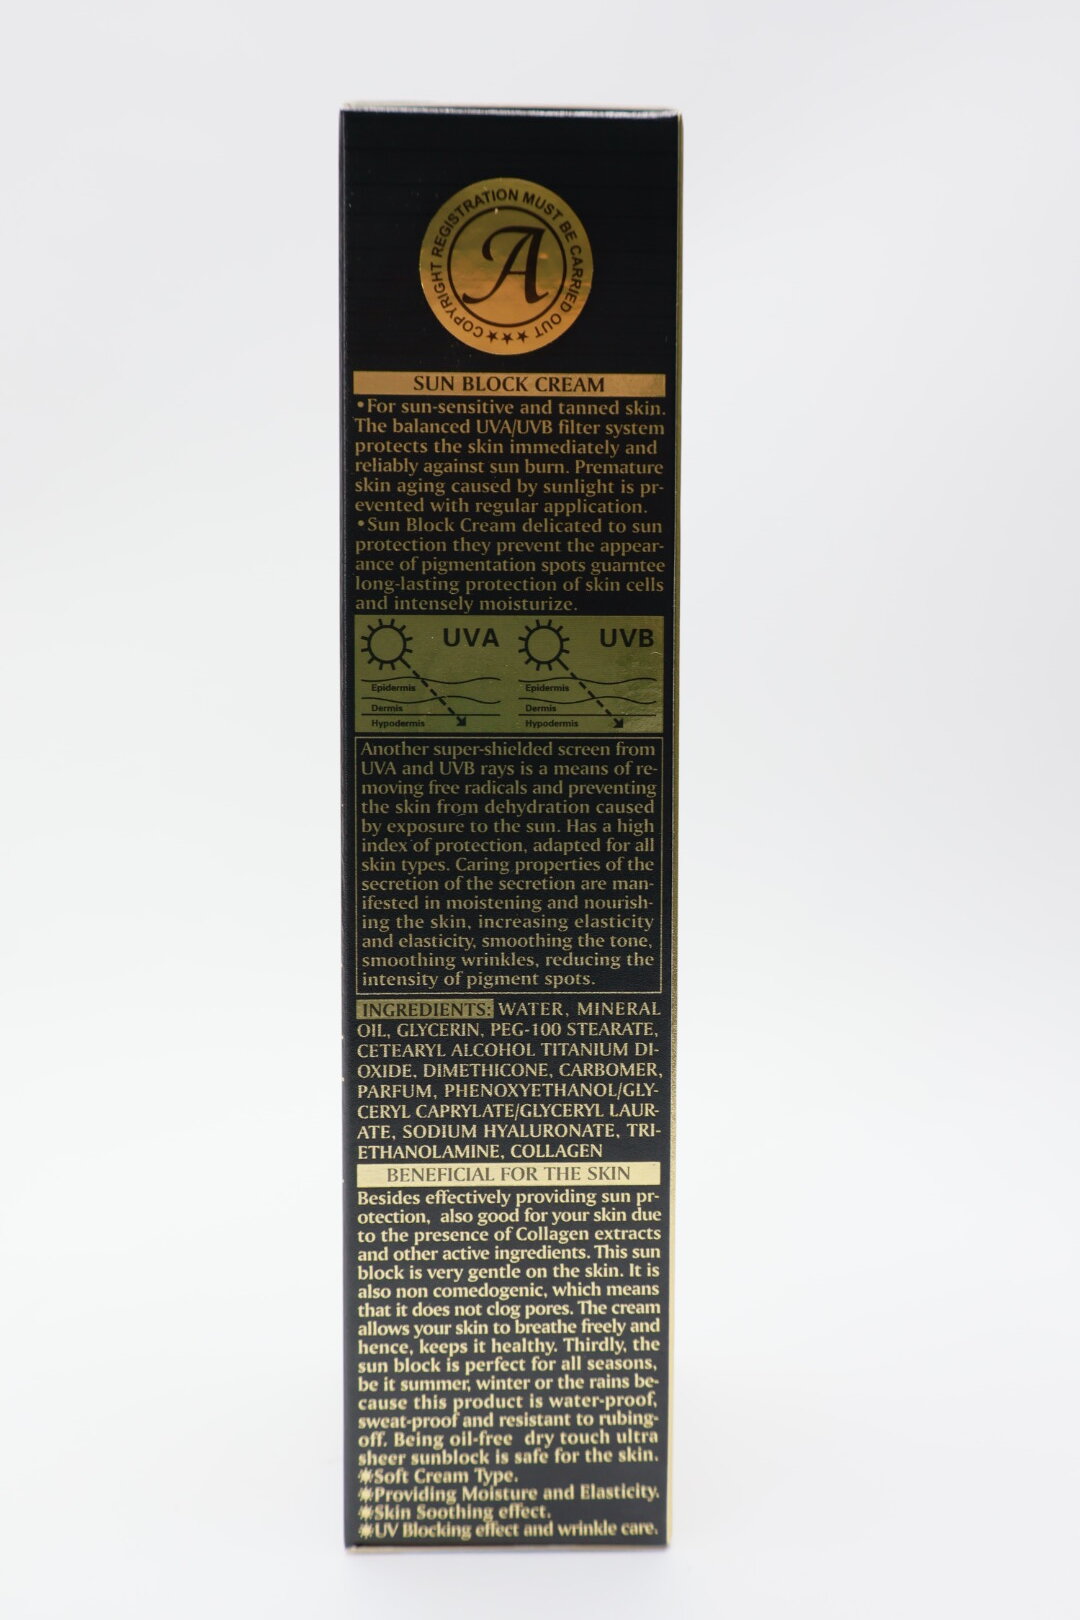 COPYRIGHT REGISTRATION MUST BE CARRIED OUT
A
SUN BLOCK CREAM
•For sun-sensitive and tanned skin.
The balanced UVA/UVB filter system
protects the skin immediately and
reliably against sun burn. Premature
skin aging caused by sunlight is pr-
evented with regular application.
•Sun Block Cream delicated to sun
protection they prevent the appear-
ance of pigmentation spots guarntee
long-lasting protection of skin cells
and intensely moisturize.
UVA UVB
Epidermis Epidermis
Dermis Dermis
Hypodermis Hypodermis
Another super-shielded screen from
UVA and UVB rays is a means of re-
moving free radicals and preventing
the skin from dehydration caused
by exposure to the sun. Has a high
index of protection, adapted for all
skin types. Caring properties of the
secretion of the secretion are man-
ifested in moistening and nourish-
ing the skin, increasing elasticity
and elasticity, smoothing the tone,
smoothing wrinkles, reducing the
intensity of pigment spots.
INGREDIENTS: WATER, MINERAL
OIL, GLYCERIN, PEG-100 STEARATE,
CETEARYL ALCOHOL TITANIUM DI-
OXIDE, DIMETHICONE, CARBOMER,
PARFUM, PHENOXYETHANOL/GLY-
CERYL CAPRYLATE/GLYCERYL LAUR-
ATE, SODIUM HYALURONATE, TRI-
ETHANOLAMINE, COLLAGEN
BENEFICIAL FOR THE SKIN
Besides effectively providing sun pr-
otection, also good for your skin due
to the presence of Collagen extracts
and other active ingredients. This sun
block is very gentle on the skin. It is
also non comedogenic, which means
that it does not clog pores. The cream
allows your skin to breathe freely and
hence, keeps it healthy. Thirdly, the
sun block is perfect for all seasons,
be it summer, winter or the rains be-
cause this product is water-proof,
sweat-proof and resistant to rubing-
off. Being oil-free dry touch ultra
sheer sunblock is safe for the skin.
☀Soft Cream Type.
☀Providing Moisture and Elasticity.
☀Skin Soothing effect.
☀UV Blocking effect and wrinkle care.